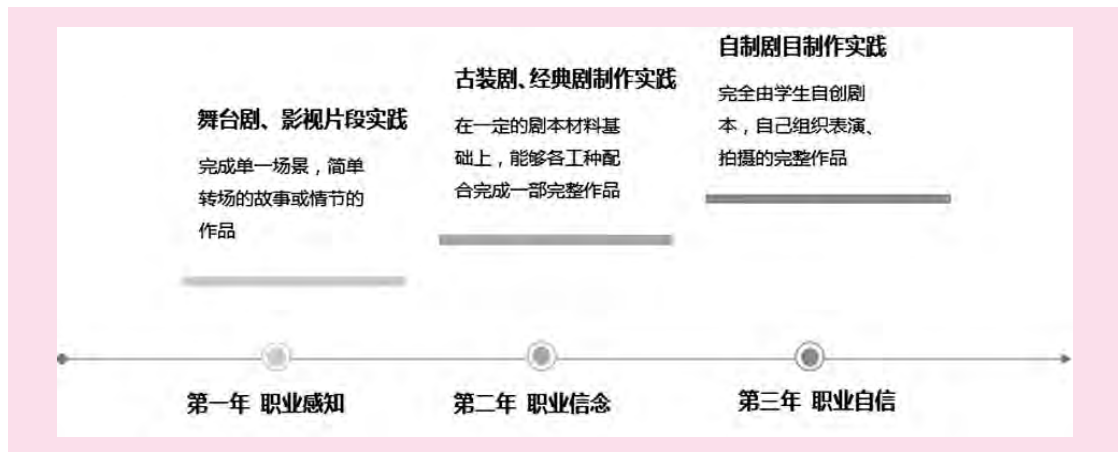 舞台剧、影视片段实践
完成单一场景，简单
转场的故事或情节的
作品
古装剧、经典剧制作实践
在一定的剧本材料基
础上，能够各工种配
合完成一部完整作品
自制剧目制作实践
完全由学生自创剧
本，自己组织表演、
拍摄的完整作品
第一年 职业感知
第二年 职业信念
第三年 职业自信